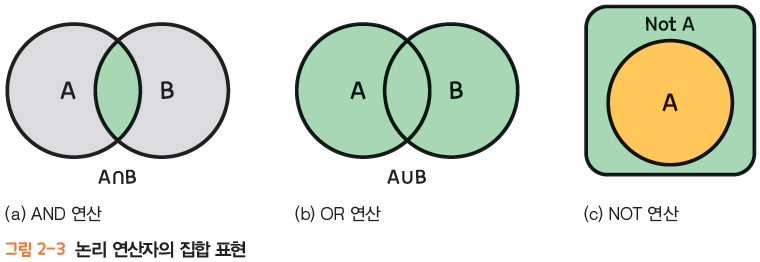 A
B
A∩B
(a) AND 연산
A
B
A∪B
(b) OR 연산
Not A
A
(c) NOT 연산
그림 2-3 논리 연산자의 집합 표현